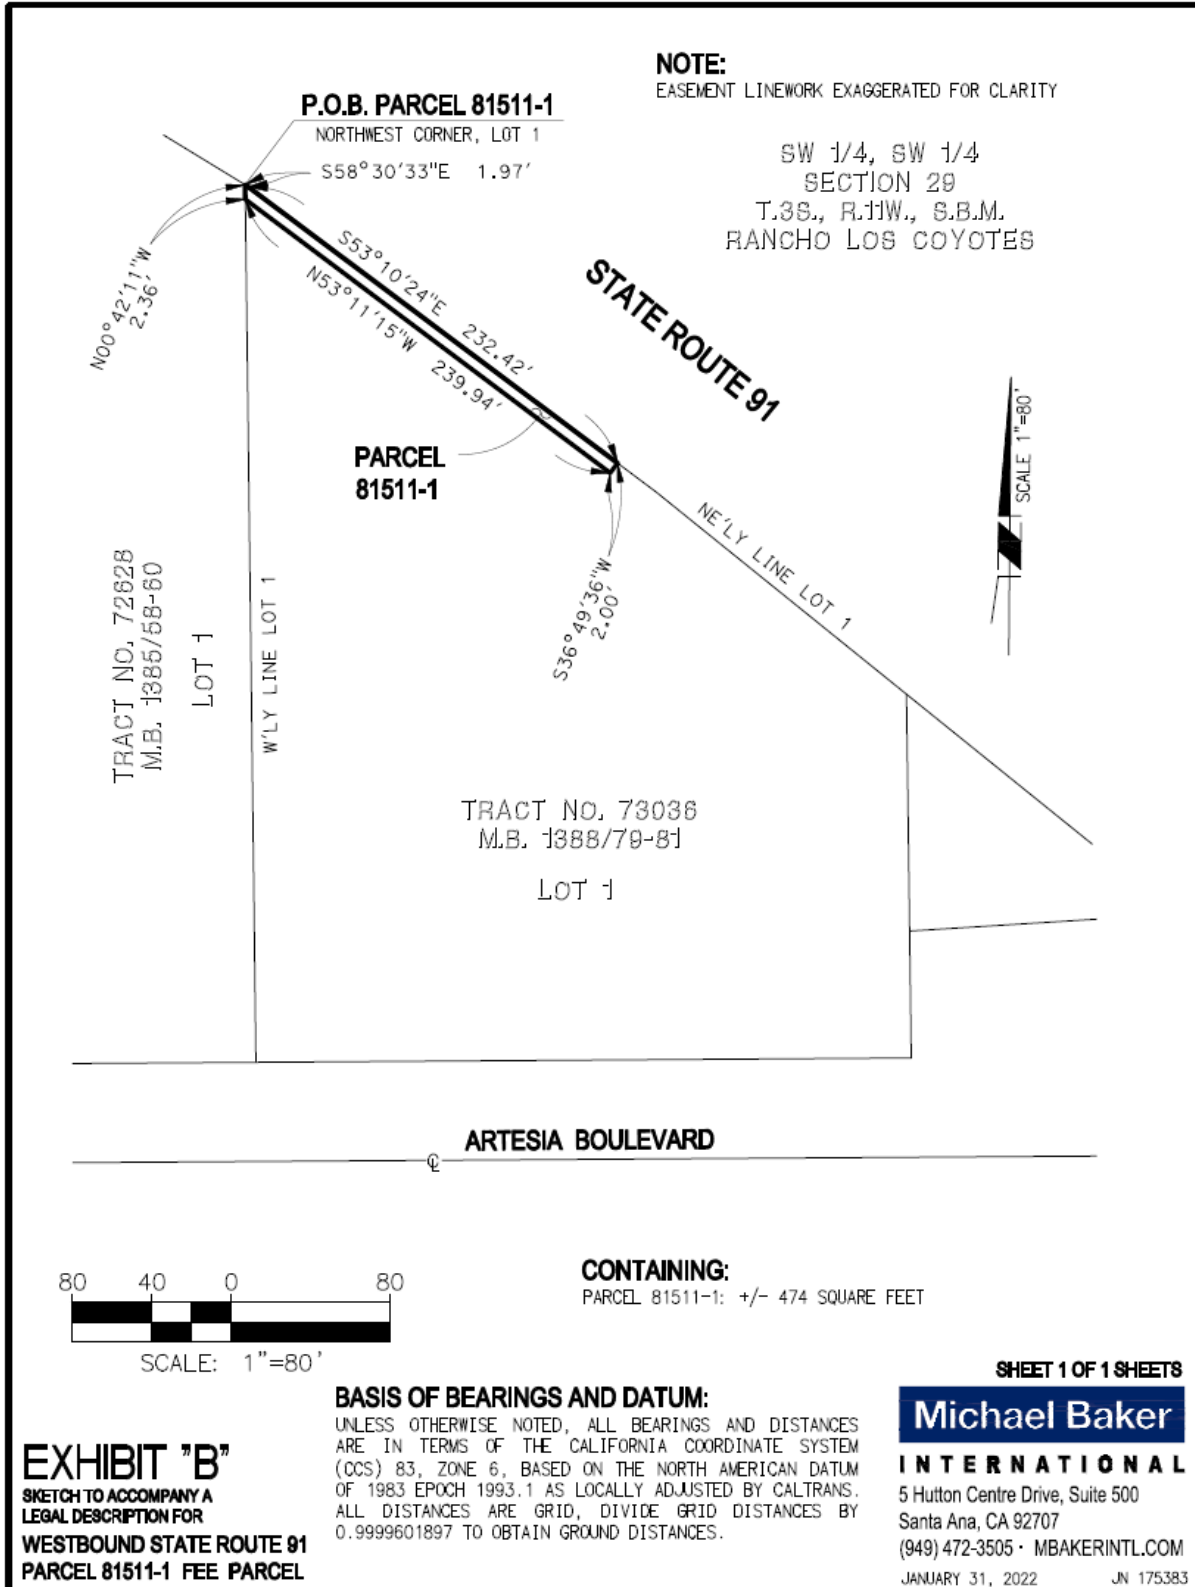 NOTE:
EASEMENT LINEWORK EXAGGERATED FOR CLARITY
P.O.B. PARCEL 81511-1
NORTHWEST CORNER, LOT 1
S58°30'33"E 1.97'
SW 1/4, SW 1/4
SECTION 29
T.3S., R.11W., S.B.M.
RANCHO LOS COYOTES
N00°42'11"W
2.36'
S53°10'24"E 232.42'
N53°11'15"W 239.94'
STATE ROUTE 91
SCALE 1"=80'
PARCEL
81511-1
NE'LY LINE LOT 1
S36°49'36"W
2.00'
TRACT NO. 72628
M.B. 1385/58-60
LOT 1
W'LY LINE LOT 1
TRACT NO. 73036
M.B. 1388/79-81
LOT 1
ARTESIA BOULEVARD
℄
80 40 0 80
SCALE: 1"=80'
CONTAINING:
PARCEL 81511-1: +/- 474 SQUARE FEET
SHEET 1 OF 1 SHEETS
BASIS OF BEARINGS AND DATUM:
UNLESS OTHERWISE NOTED, ALL BEARINGS AND DISTANCES
ARE IN TERMS OF THE CALIFORNIA COORDINATE SYSTEM
(CCS) 83, ZONE 6, BASED ON THE NORTH AMERICAN DATUM
OF 1983 EPOCH 1993.1 AS LOCALLY ADJUSTED BY CALTRANS.
ALL DISTANCES ARE GRID, DIVIDE GRID DISTANCES BY
0.9999601897 TO OBTAIN GROUND DISTANCES.
EXHIBIT "B"
SKETCH TO ACCOMPANY A
LEGAL DESCRIPTION FOR
WESTBOUND STATE ROUTE 91
PARCEL 81511-1 FEE PARCEL
Michael Baker
INTERNATIONAL
5 Hutton Centre Drive, Suite 500
Santa Ana, CA 92707
(949) 472-3505 · MBAKERINTL.COM
JANUARY 31, 2022 JN 175383